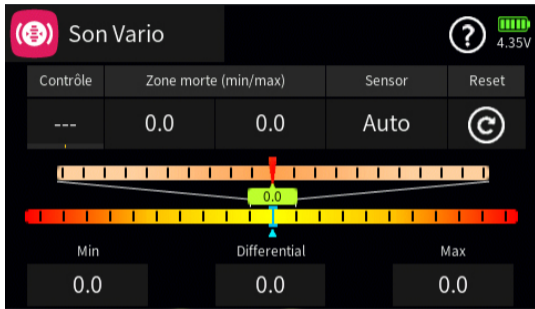 Son Vario
?
4.35V
Contrôle Zone morte (min/max) Sensor Reset
--- 0.0 0.0 Auto
0.0
Min Differential Max
0.0 0.0 0.0